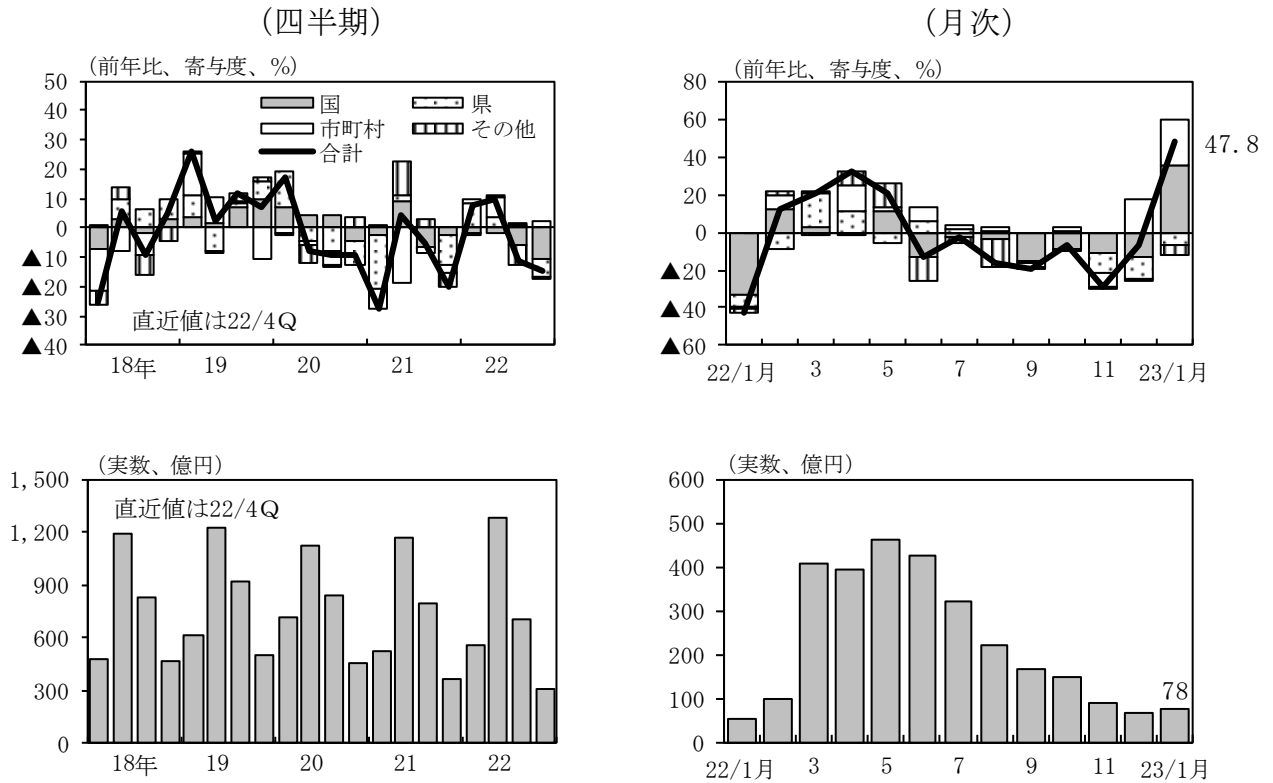 (四半期)
(前年比、寄与度、%)
50
40
30
20
10
0
▲10
▲20
▲30
▲40
国
県
市町村
その他
合計
直近値は22/4Q
18年 19 20 21 22
(月次)
(前年比、寄与度、%)
80
60
40
20
0
▲20
▲40
▲60
47.8
22/1月 3 5 7 9 11 23/1月
(実数、億円)
1,500
1,200
900
600
300
0
直近値は22/4Q
18年 19 20 21 22
(実数、億円)
600
500
400
300
200
100
0
78
22/1月 3 5 7 9 11 23/1月